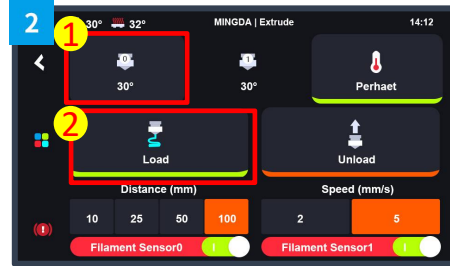 2
30° 32° MINGDA | Extrude 14:12
1
0 1
30° 30° Perhaet
2
Load Unload
Distance (mm) Speed (mm/s)
10 25 50 100 2 5
Filament Sensor0 Filament Sensor1